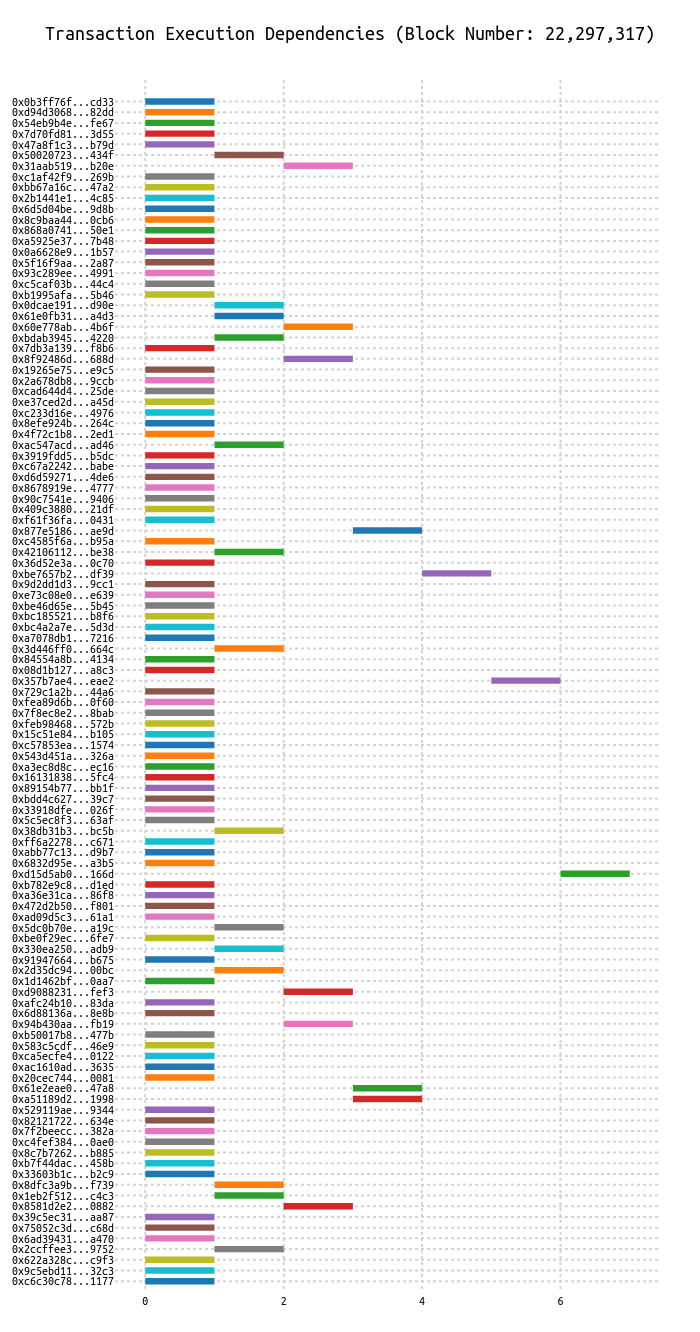 Transaction Execution Dependencies (Block Number: 22,297,317)
0x0b3ff76f...cd33
0xd94d3068...82dd
0x54eb9b4e...fe67
0x7d70fd81...3d55
0x47a8f1c3...b79d
0x50020723...434f
0x31aab519...b20e
0xc1af42f9...269b
0xbb67a16c...47a2
0x2b1441e1...4c85
0x6d5d04be...9d8b
0x8c9baa44...0cb6
0x868a0741...50e1
0xa5925e37...7b48
0x0a6628e9...1b57
0x5f16f9aa...2a87
0x93c289ee...4991
0xc5caf03b...44c4
0xb1995afa...5b46
0x0dcae191...d90e
0x61e0fb31...a4d3
0x60e778ab...4b6f
0xbdab3945...4220
0x7db3a139...f8b6
0x8f92486d...688d
0x19265e75...e9c5
0x2a678db8...9ccb
0xcad644d4...25de
0xe37ced2d...a45d
0xc233d16e...4976
0x8efe924b...264c
0x4f72c1b8...2ed1
0xac547acd...ad46
0x3919fdd5...b5dc
0xc67a2242...babe
0xd6d59271...4de6
0x8678919e...4777
0x90c7541e...9406
0x409c3880...21df
0xf61f36fa...0431
0x877e5186...ae9d
0xc4585f6a...b95a
0x42106112...be38
0x36d52e3a...0c70
0xbe7657b2...df39
0x9d2dd1d3...9cc1
0xe73c08e0...e639
0xbe46d65e...5b45
0xbc185521...b8f6
0xbc4a2a7e...5d3d
0xa7078db1...7216
0x3d446ff0...664c
0x84554a8b...4134
0x08d1b127...a8c3
0x357b7ae4...eae2
0x729c1a2b...44a6
0xfea89d6b...0f60
0x7f8ec8e2...8bab
0xfeb98468...572b
0x15c51e84...b105
0xc57853ea...1574
0x543d451a...326a
0xa3ec8d8c...ec16
0x16131838...5fc4
0x89154b77...bb1f
0xbdd4c627...39c7
0x33918dfe...026f
0x5c5ec8f3...63af
0x38db31b3...bc5b
0xff6a2278...c671
0xabb77c13...d9b7
0x6832d95e...a3b5
0xd15d5ab0...166d
0xb782e9c8...d1ed
0xa36e31ca...86f8
0x472d2b50...f801
0xad09d5c3...61a1
0x5dc0b70e...a19c
0xbe0f29ec...6fe7
0x330ea250...adb9
0x91947664...b675
0x2d35dc94...00bc
0x1d1462bf...0aa7
0xd9088231...fef3
0xafc24b10...83da
0x6d88136a...8e8b
0x94b430aa...fb19
0xb50017b8...477b
0x583c5cdf...46e9
0xca5ecfe4...0122
0xac1610ad...3635
0x20cec744...0081
0x61e2eae0...47a8
0xa51189d2...1998
0x529119ae...9344
0x82121722...634e
0x7f2beecc...382a
0xc4fef384...0ae0
0x8c7b7262...b885
0xb7f44dac...458b
0x33603b1c...b2c9
0x8dfc3a9b...f739
0x1eb2f512...c4c3
0x8581d2e2...0882
0x39c5ec31...aa87
0x75052c3d...c68d
0x6ad39431...a470
0x2ccffee3...9752
0x622a328c...c9f3
0x9c5ebd11...32c3
0xc6c30c78...1177
0 2 4 6